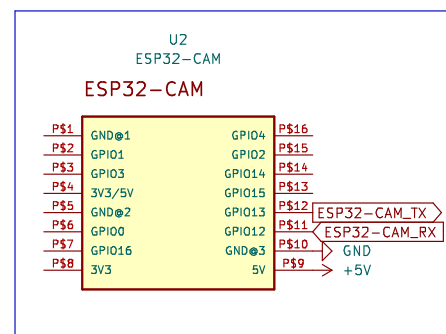 U2
ESP32-CAM
ESP32-CAM
P$1 GND@1 GPIO4 P$16
P$2 GPIO1 GPIO2 P$15
P$3 GPIO3 GPIO14 P$14
P$4 3V3/5V GPIO15 P$13
P$5 GND@2 GPIO13 P$12 ESP32-CAM_TX
P$6 GPIO0 GPIO12 P$11 ESP32-CAM_RX
P$7 GPIO16 GND@3 P$10 GND
P$8 3V3 5V P$9 +5V